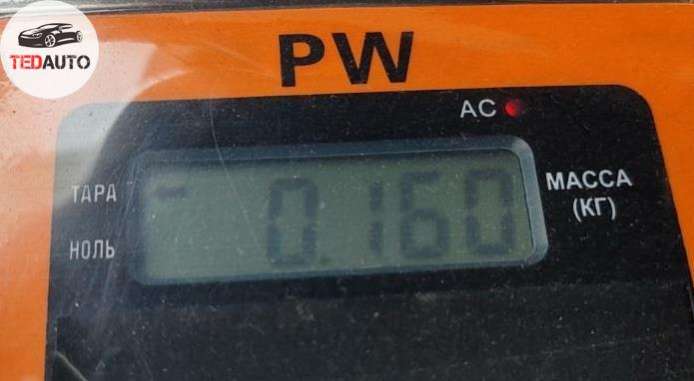 TEDAUTO
PW
AC
ТАРА
НОЛЬ
- 0.160
МАССА
(КГ)